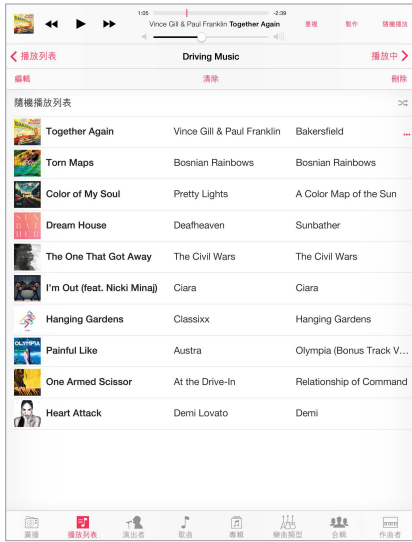 1:05 -2:39
Vince Gill & Paul Franklin Together Again
重複 製作 隨機播放
播放列表 Driving Music 播放中
編輯 清除 刪除
隨機播放列表
Together Again Vince Gill & Paul Franklin Bakersfield
Torn Maps Bosnian Rainbows Bosnian Rainbows
Color of My Soul Pretty Lights A Color Map of the Sun
Dream House Deafheaven Sunbather
The One That Got Away The Civil Wars The Civil Wars
I'm Out (feat. Nicki Minaj) Ciara Ciara
Hanging Gardens Classixx Hanging Gardens
Painful Like Austra Olympia (Bonus Track V…
One Armed Scissor At the Drive-In Relationship of Command
Heart Attack Demi Lovato Demi
廣播 播放列表 演出者 歌曲 專輯 樂曲類型 合輯 作曲者